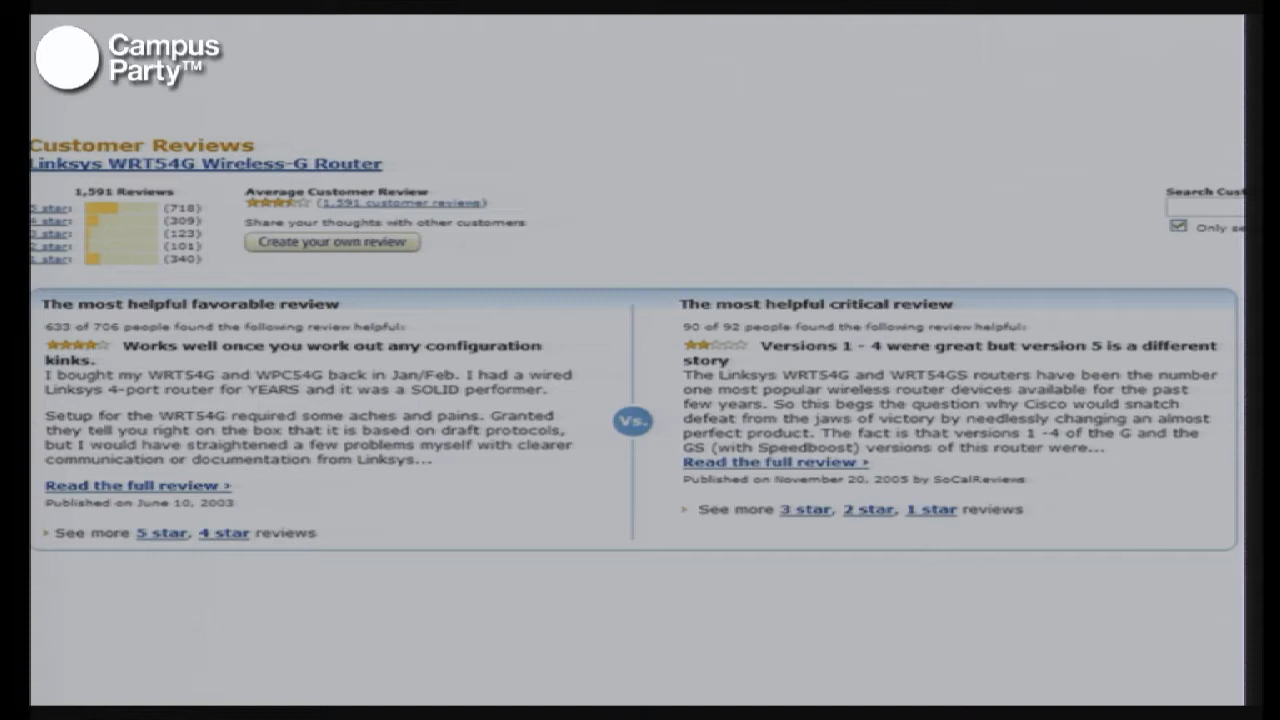 Campus
Party™
Customer Reviews
Linksys WRT54G Wireless-G Router
1,591 Reviews
5 star: (718)
4 star: (309)
3 star: (123)
2 star: (101)
1 star: (340)
Average Customer Review
(1,591 customer reviews)
Share your thoughts with other customers
Create your own review
Search Cust
Only se
The most helpful favorable review
633 of 706 people found the following review helpful:
Works well once you work out any configuration
kinks.
I bought my WRT54G and WPC54G back in Jan/Feb. I had a wired
Linksys 4-port router for YEARS and it was a SOLID performer.
Setup for the WRT54G required some aches and pains. Granted
they tell you right on the box that it is based on draft protocols,
but I would have straightened a few problems myself with clearer
communication or documentation from Linksys...
Read the full review ›
Published on June 10, 2003
› See more 5 star, 4 star reviews
Vs.
The most helpful critical review
90 of 92 people found the following review helpful:
Versions 1 - 4 were great but version 5 is a different
story
The Linksys WRT54G and WRT54GS routers have been the number
one most popular wireless router devices available for the past
few years. So this begs the question why Cisco would snatch
defeat from the jaws of victory by needlessly changing an almost
perfect product. The fact is that versions 1 -4 of the G and the
GS (with Speedboost) versions of this router were...
Read the full review ›
Published on November 20, 2005 by SoCalReviews
› See more 3 star, 2 star, 1 star reviews